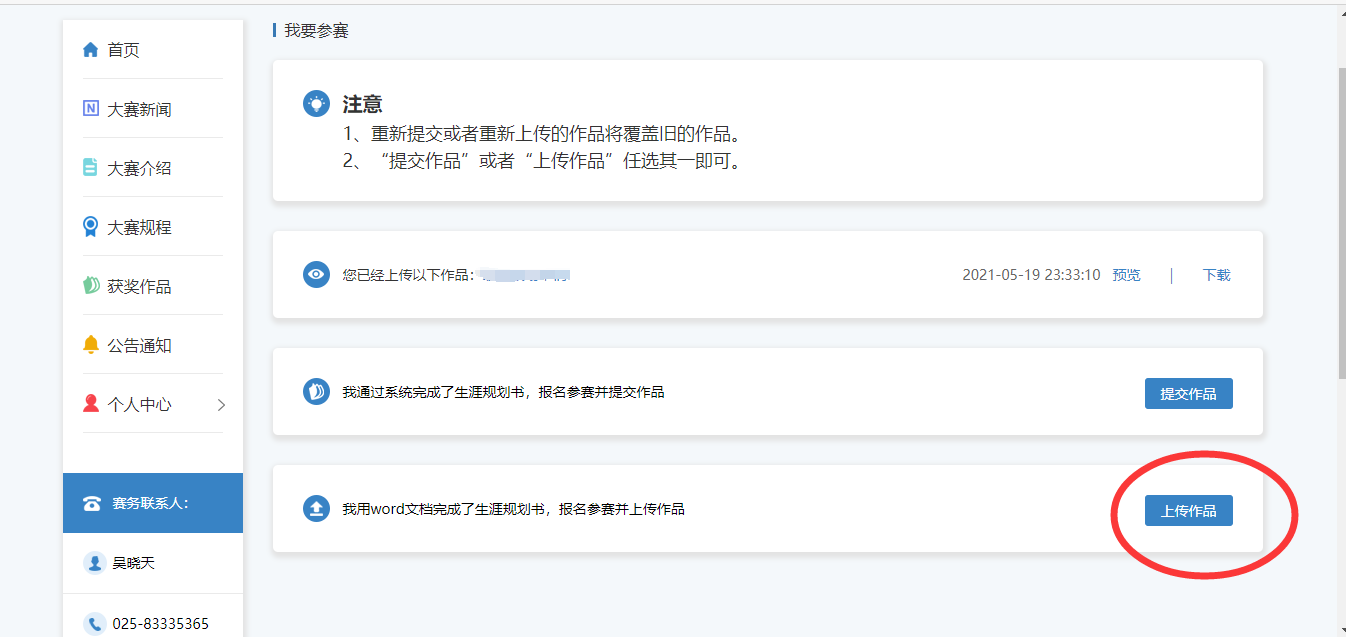 我要参赛
首页
大赛新闻
大赛介绍
大赛规程
获奖作品
公告通知
个人中心
赛务联系人：
吴晓天
025-83335365
注意
1、重新提交或者重新上传的作品将覆盖旧的作品。
2、“提交作品”或者“上传作品”任选其一即可。
您已经上传以下作品： 2021-05-19 23:33:10 预览 | 下载
我通过系统完成了生涯规划书，报名参赛并提交作品 提交作品
我用word文档完成了生涯规划书，报名参赛并上传作品 上传作品